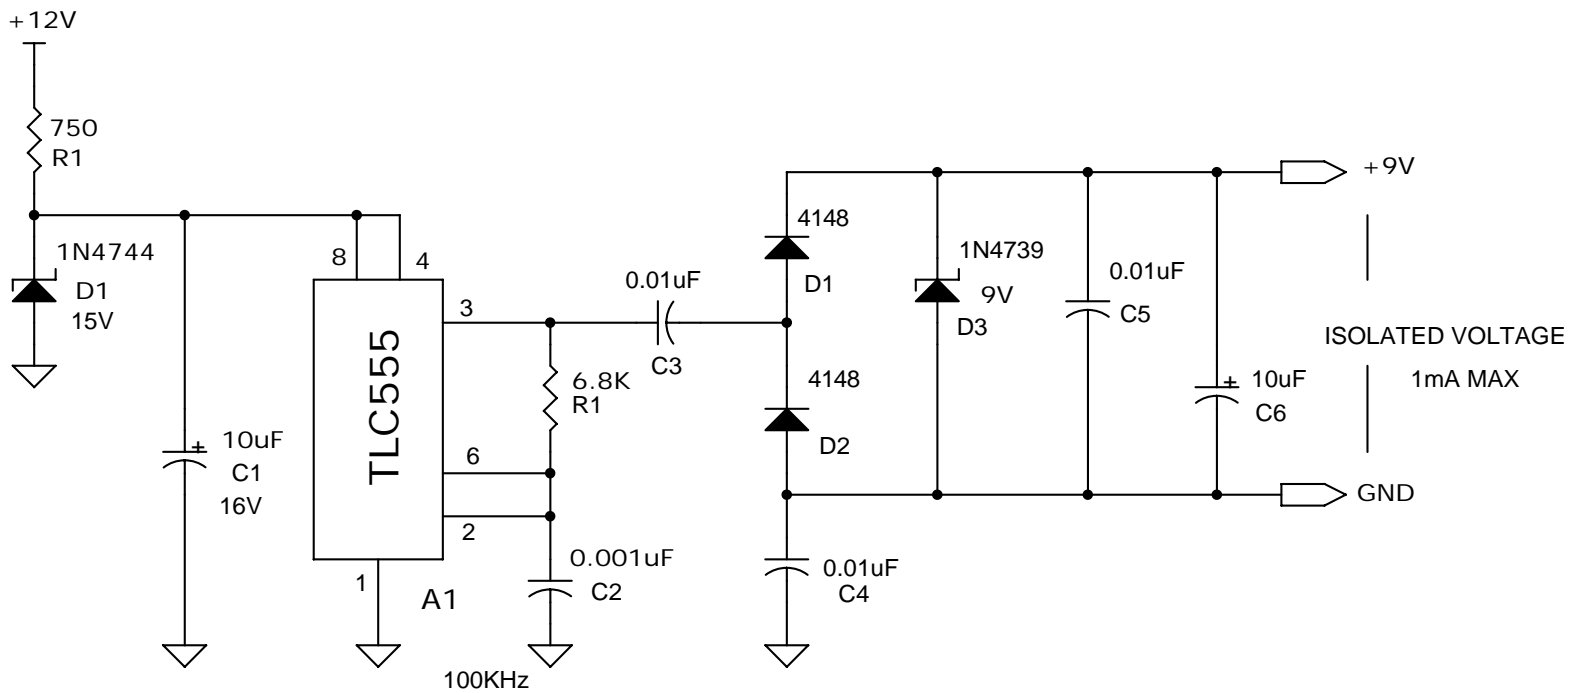 +12V
750
R1
1N4744
D1
15V
10uF
+
C1
16V
8
4
TLC555
3
6
2
1
A1
6.8K
R1
0.001uF
C2
100KHz
0.01uF
C3
4148
D1
4148
D2
0.01uF
C4
1N4739
9V
D3
0.01uF
C5
+
10uF
C6
+9V
ISOLATED VOLTAGE
1mA MAX
GND